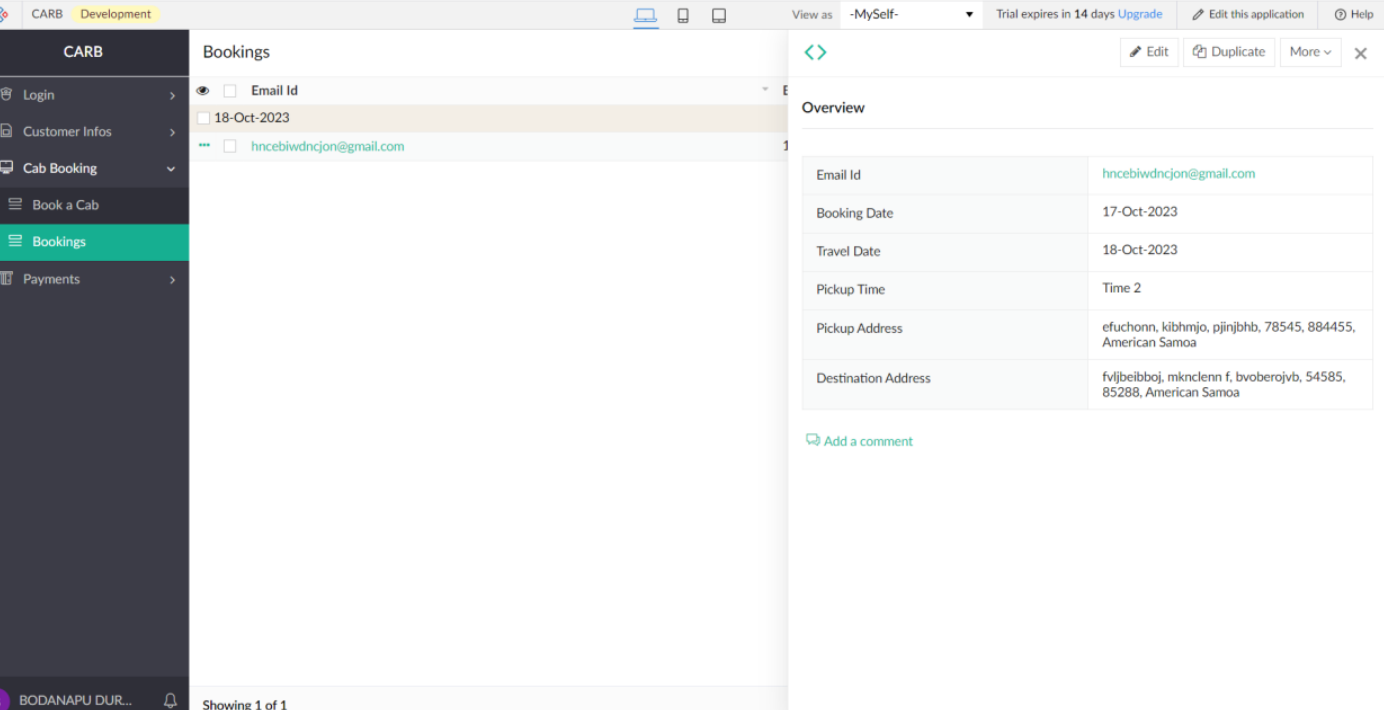 CARB Development View as -MySelf- Trial expires in 14 days Upgrade Edit this application Help
CARB
Login
Customer Infos
Cab Booking
Book a Cab
Bookings
Payments
BODANAPU DUR...
Bookings
Email Id
18-Oct-2023
hncebiwdncjon@gmail.com
Showing 1 of 1
Edit Duplicate More
Overview
Email Id hncebiwdncjon@gmail.com
Booking Date 17-Oct-2023
Travel Date 18-Oct-2023
Pickup Time Time 2
Pickup Address efuchonn, kibhmjo, pjinjbhb, 78545, 884455,
American Samoa
Destination Address fvljbeibboj, mknclenn f, bvoberojvb, 54585,
85288, American Samoa
Add a comment